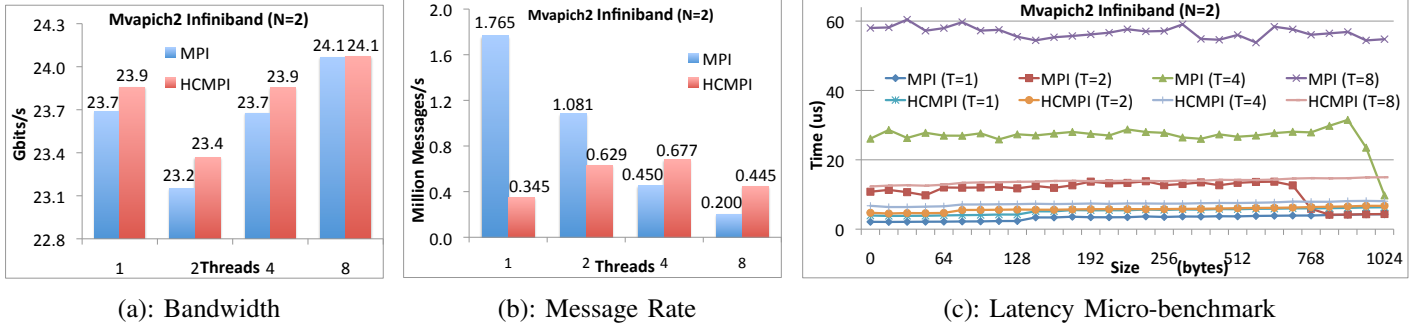 Mvapich2 Infiniband (N=2)
24.3
24.0
23.7
23.4
23.1
22.8
Gbits/s
MPI
HCMPI
23.7
23.9
23.2
23.4
23.7
23.9
24.1
24.1
1
2
4
8
Threads
(a): Bandwidth
Mvapich2 Infiniband (N=2)
2.0
1.6
1.2
0.8
0.4
0.0
Million Messages/s
MPI
HCMPI
1.765
0.345
1.081
0.629
0.450
0.677
0.200
0.445
1
2
4
8
Threads
(b): Message Rate
Mvapich2 Infiniband (N=2)
60
40
20
0
Time (us)
MPI (T=1)
MPI (T=2)
MPI (T=4)
MPI (T=8)
HCMPI (T=1)
HCMPI (T=2)
HCMPI (T=4)
HCMPI (T=8)
0
64
128
192
256
512
768
1024
Size (bytes)
(c): Latency Micro-benchmark